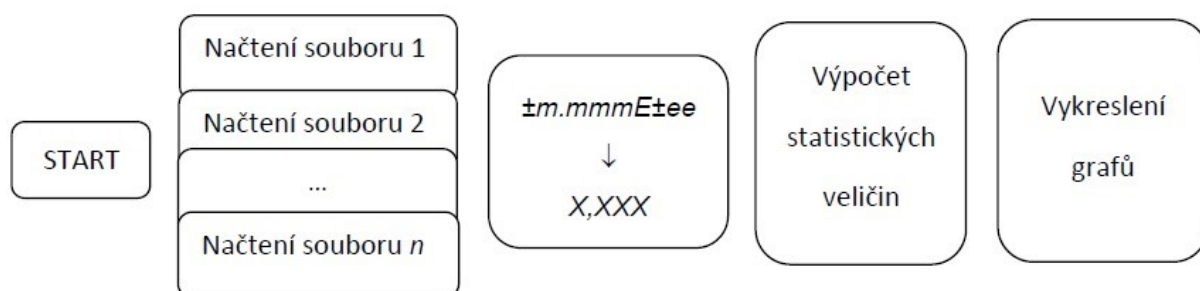 START
Načtení souboru 1
Načtení souboru 2
...
Načtení souboru n
±m.mmmE±ee
↓
X,XXX
Výpočet
statistických
veličin
Vykreslení
grafů